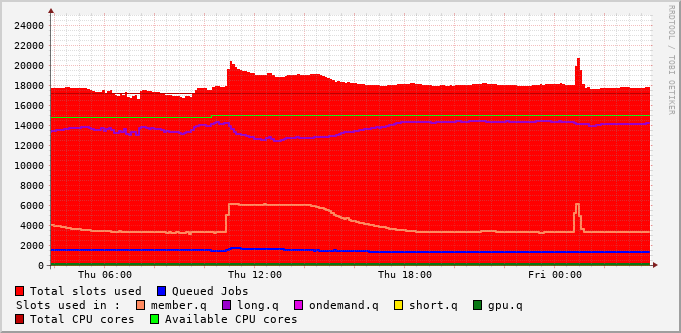 24000
22000
20000
18000
16000
14000
12000
10000
8000
6000
4000
2000
0
Thu 06:00 Thu 12:00 Thu 18:00 Fri 00:00
Total slots used Queued Jobs
Slots used in : member.q long.q ondemand.q short.q gpu.q
Total CPU cores Available CPU cores
RRDTOOL / TOBI OETIKER